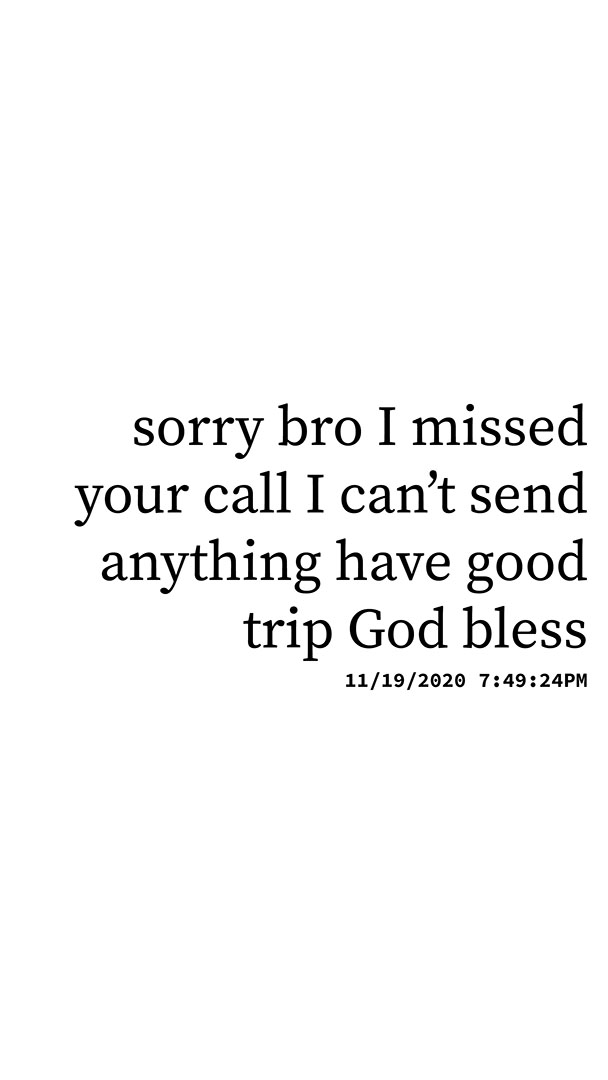 sorry bro I missed
your call I can’t send
anything have good
trip God bless
11/19/2020 7:49:24PM